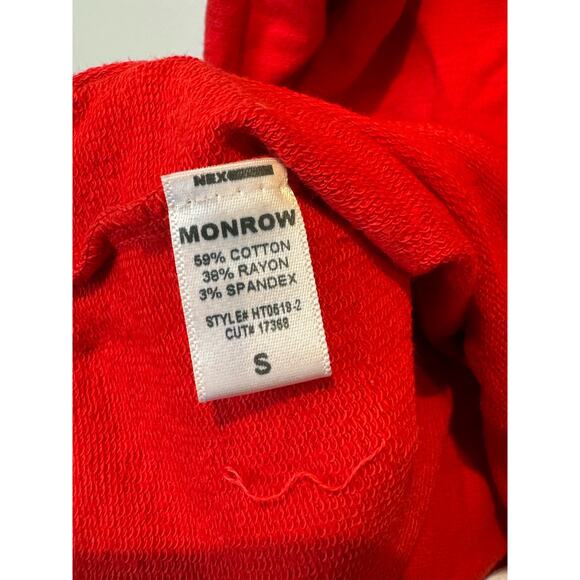 MONROW
59% COTTON
38% RAYON
3% SPANDEX
STYLE# HT0619-2
CUT# 17368
S